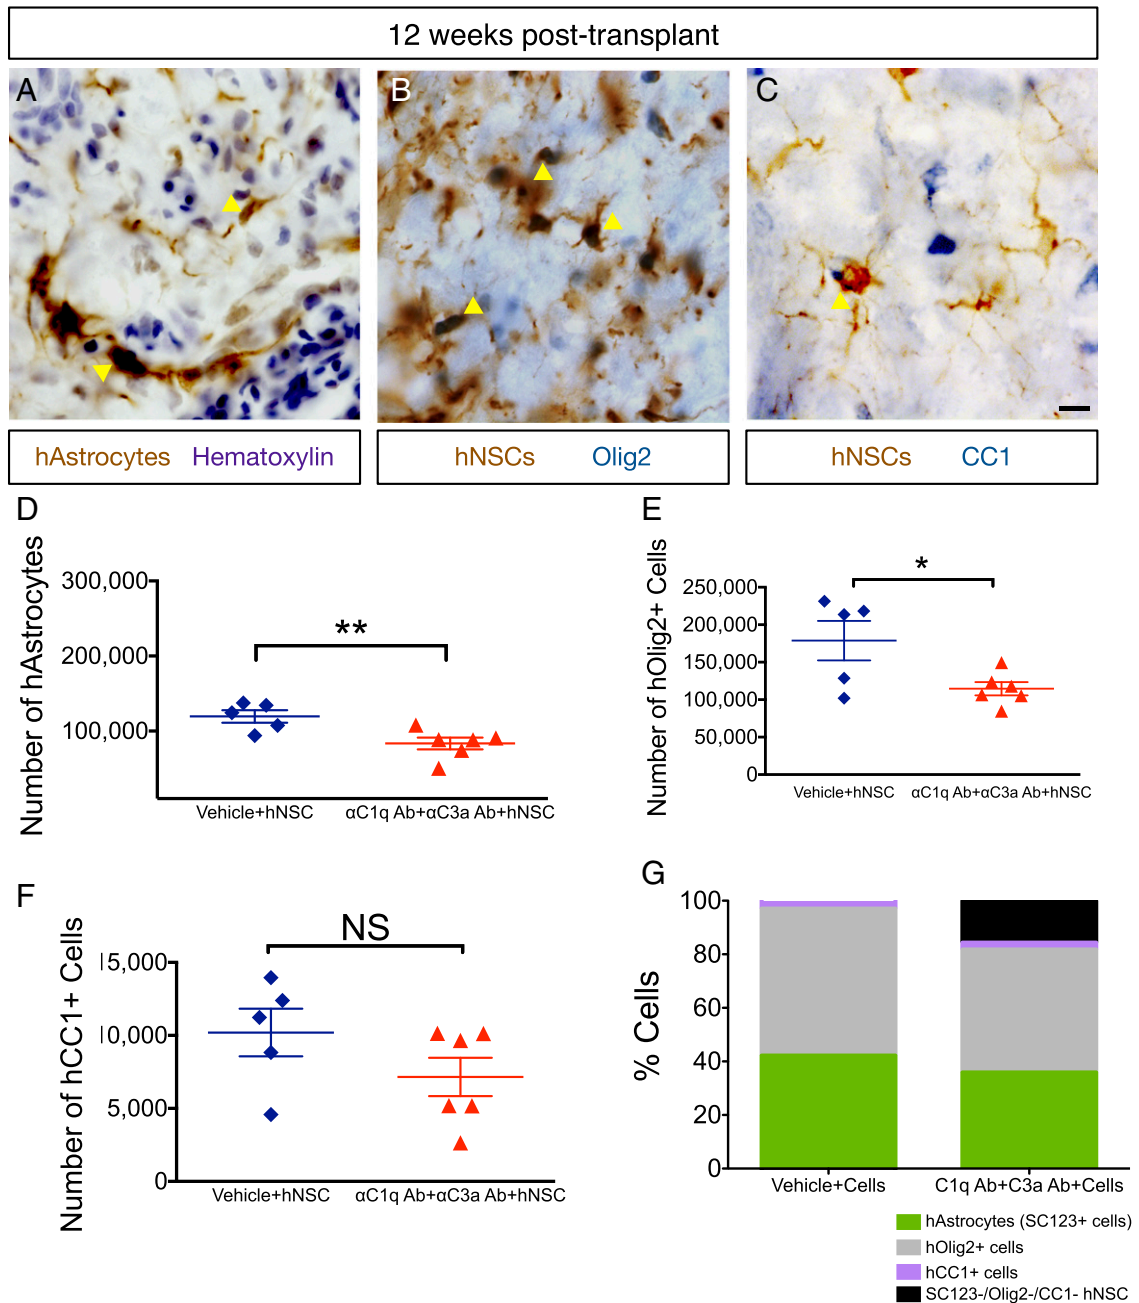 12 weeks post-transplant
A
B
C
hAstrocytes Hematoxylin
hNSCs Olig2
hNSCs CC1
D
Number of hAstrocytes
300,000
200,000
100,000
**
Vehicle+hNSC
αC1q Ab+αC3a Ab+hNSC
E
Number of hOlig2+ Cells
250,000
200,000
150,000
100,000
50,000
0
*
Vehicle+hNSC
αC1q Ab+αC3a Ab+hNSC
F
Number of hCC1+ Cells
15,000
10,000
5,000
0
NS
Vehicle+hNSC
αC1q Ab+αC3a Ab+hNSC
G
% Cells
100
80
60
40
20
0
Vehicle+Cells
C1q Ab+C3a Ab+Cells
hAstrocytes (SC123+ cells)
hOlig2+ cells
hCC1+ cells
SC123-/Olig2-/CC1- hNSC